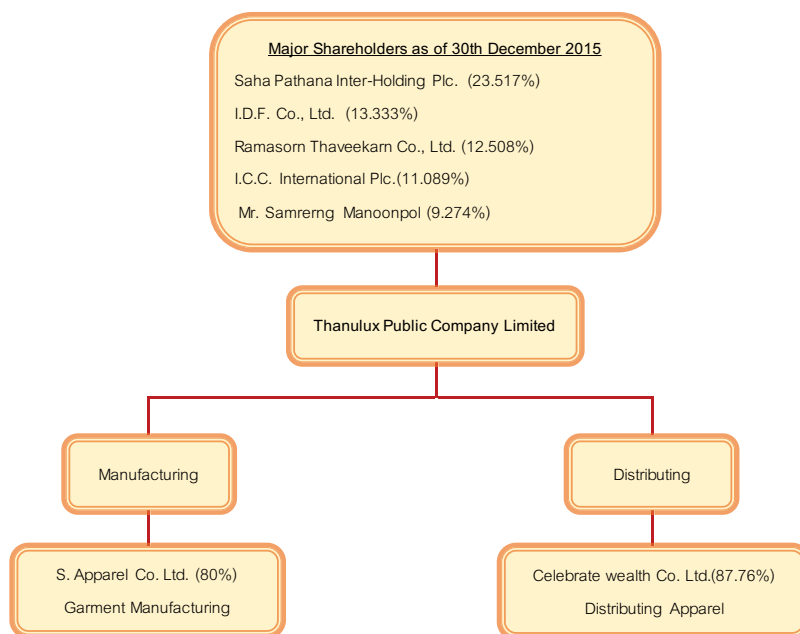 Major Shareholders as of 30th December 2015
Saha Pathana Inter-Holding Plc. (23.517%)
I.D.F. Co., Ltd. (13.333%)
Ramasorn Thaveekarn Co., Ltd. (12.508%)
I.C.C. International Plc.(11.089%)
Mr. Samrerng Manoonpol (9.274%)
Thanulux Public Company Limited
Manufacturing
Distributing
S. Apparel Co. Ltd. (80%)
Garment Manufacturing
Celebrate wealth Co. Ltd.(87.76%)
Distributing Apparel